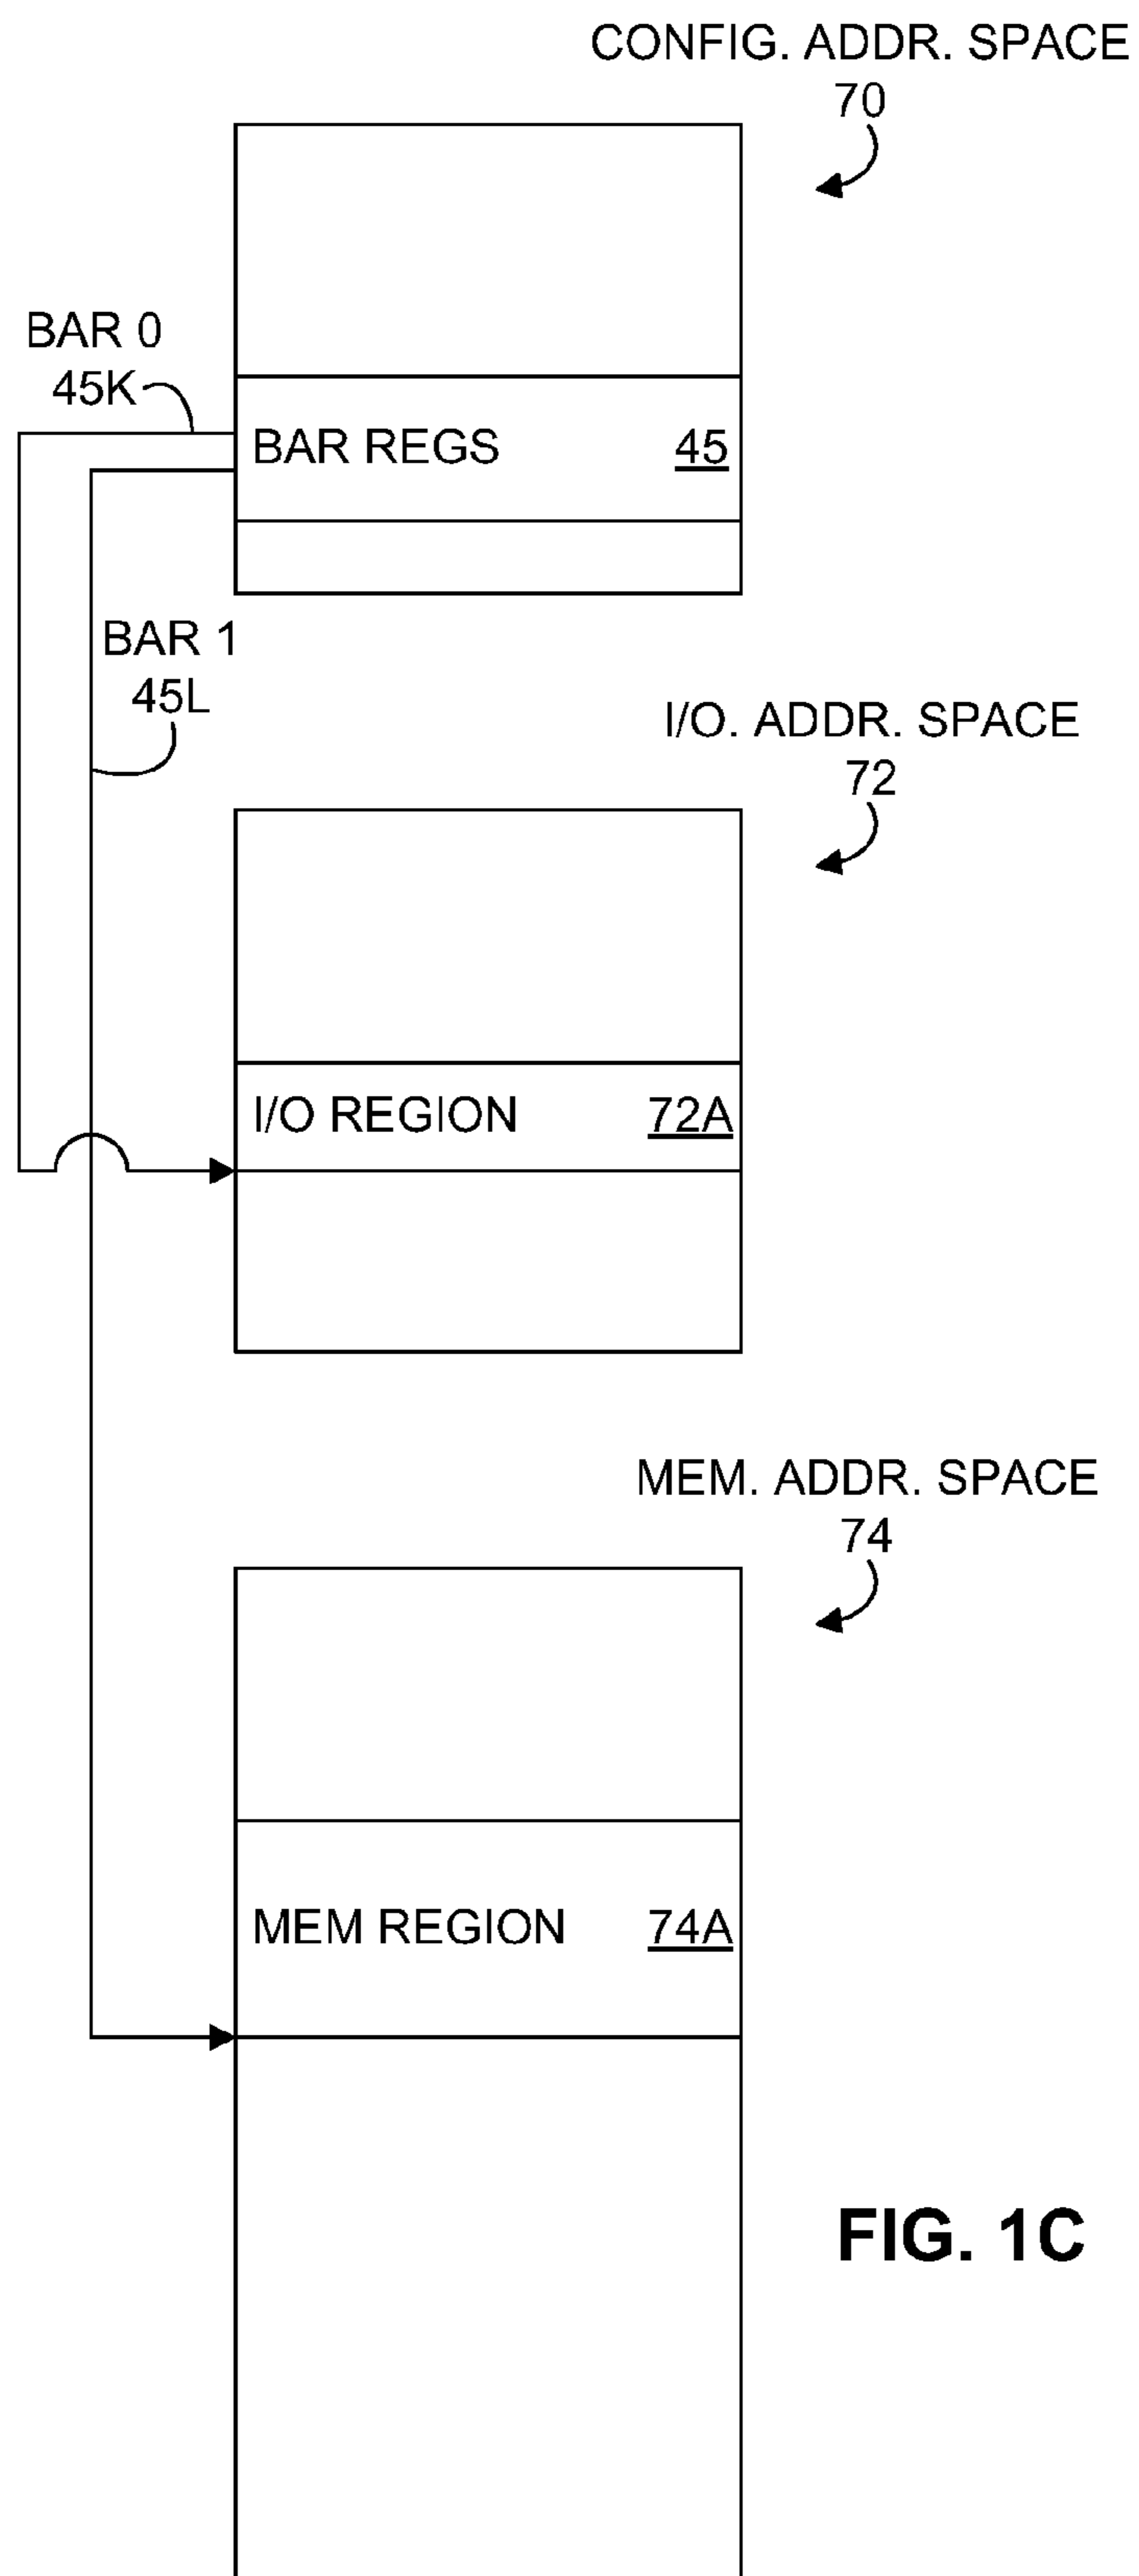 CONFIG. ADDR. SPACE
70
BAR 0
45K
BAR REGS 45
BAR 1
45L
I/O. ADDR. SPACE
72
I/O REGION 72A
MEM. ADDR. SPACE
74
MEM REGION 74A
FIG. 1C